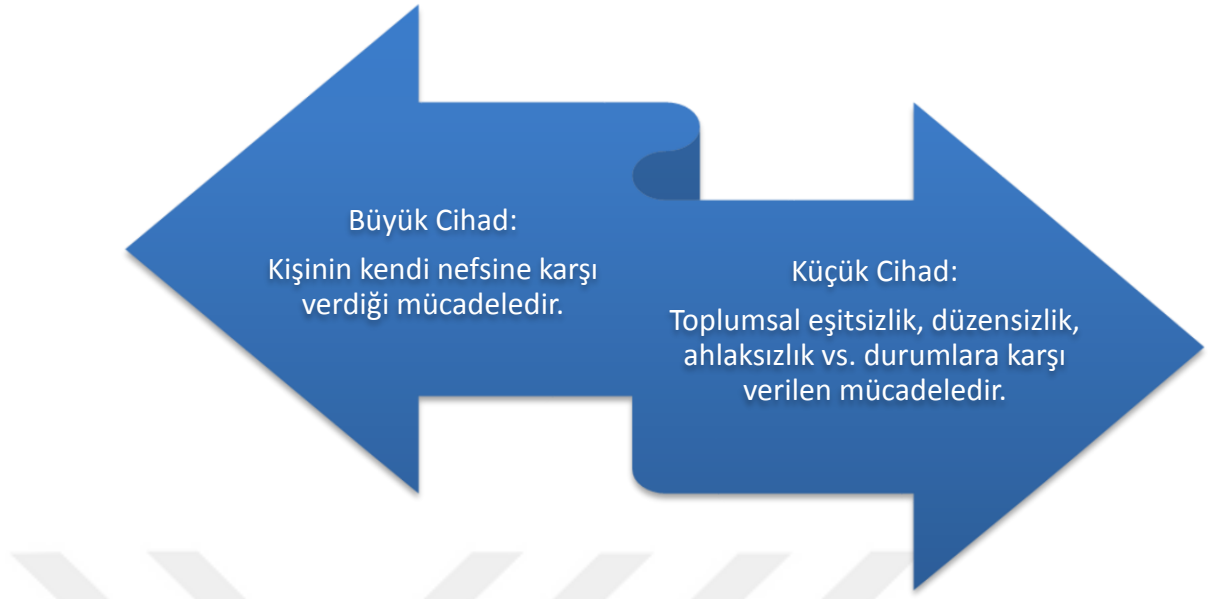 Büyük Cihad:
Kişinin kendi nefsine karşı
verdiği mücadeledir.
Küçük Cihad:
Toplumsal eşitsizlik, düzensizlik,
ahlaksızlık vs. durumlara karşı
verilen mücadeledir.